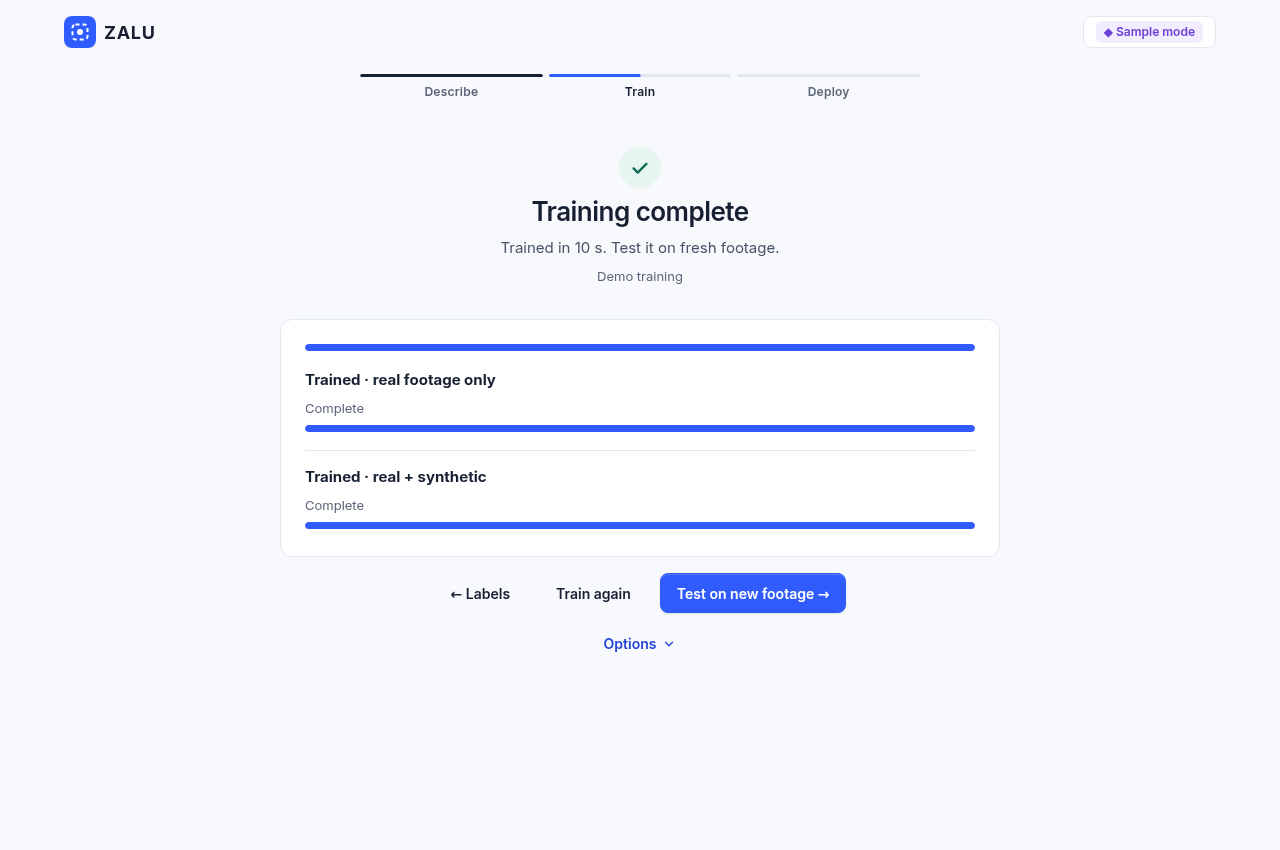 ZALU
◆ Sample mode
Describe
Train
Deploy
Training complete
Trained in 10 s. Test it on fresh footage.
Demo training
Trained · real footage only
Complete
Trained · real + synthetic
Complete
← Labels
Train again
Test on new footage →
Options